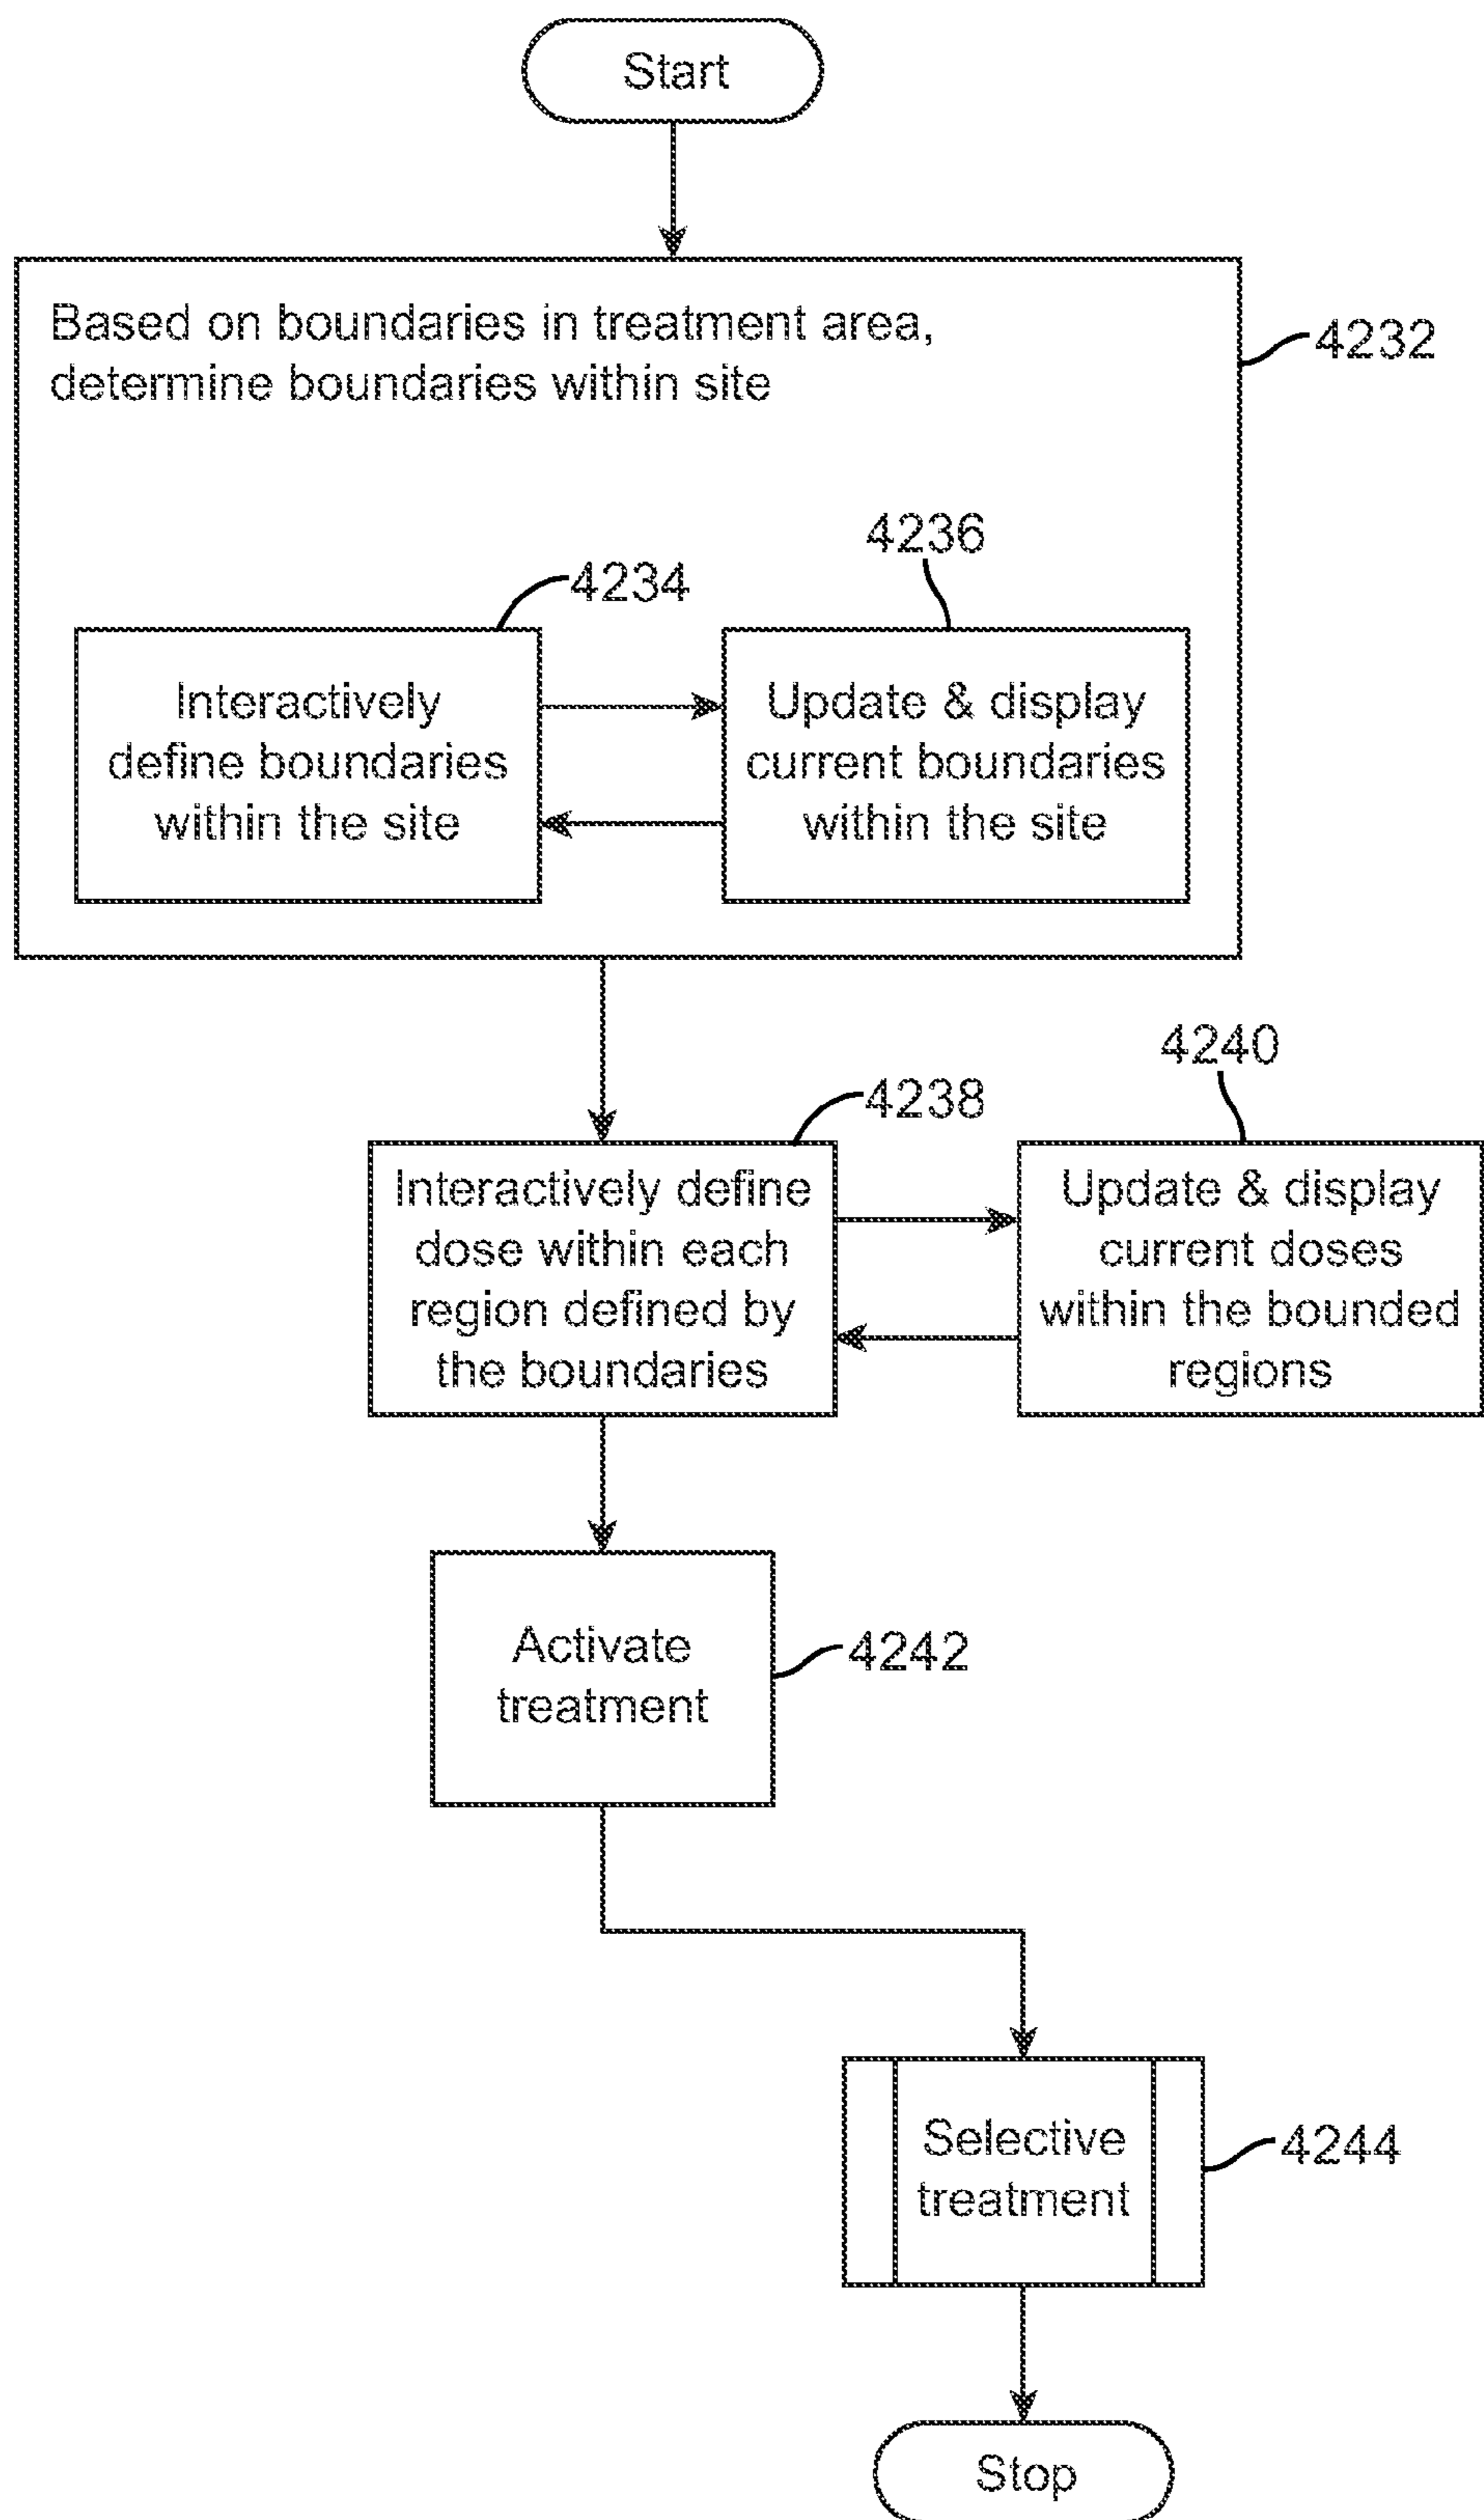 Start
Based on boundaries in treatment area,
determine boundaries within site
4232
4236
4234
Interactively
define boundaries
within the site
Update & display
current boundaries
within the site
4240
4238
Interactively define
dose within each
region defined by
the boundaries
Update & display
current doses
within the bounded
regions
Activate
treatment
4242
Selective
treatment
4244
Stop